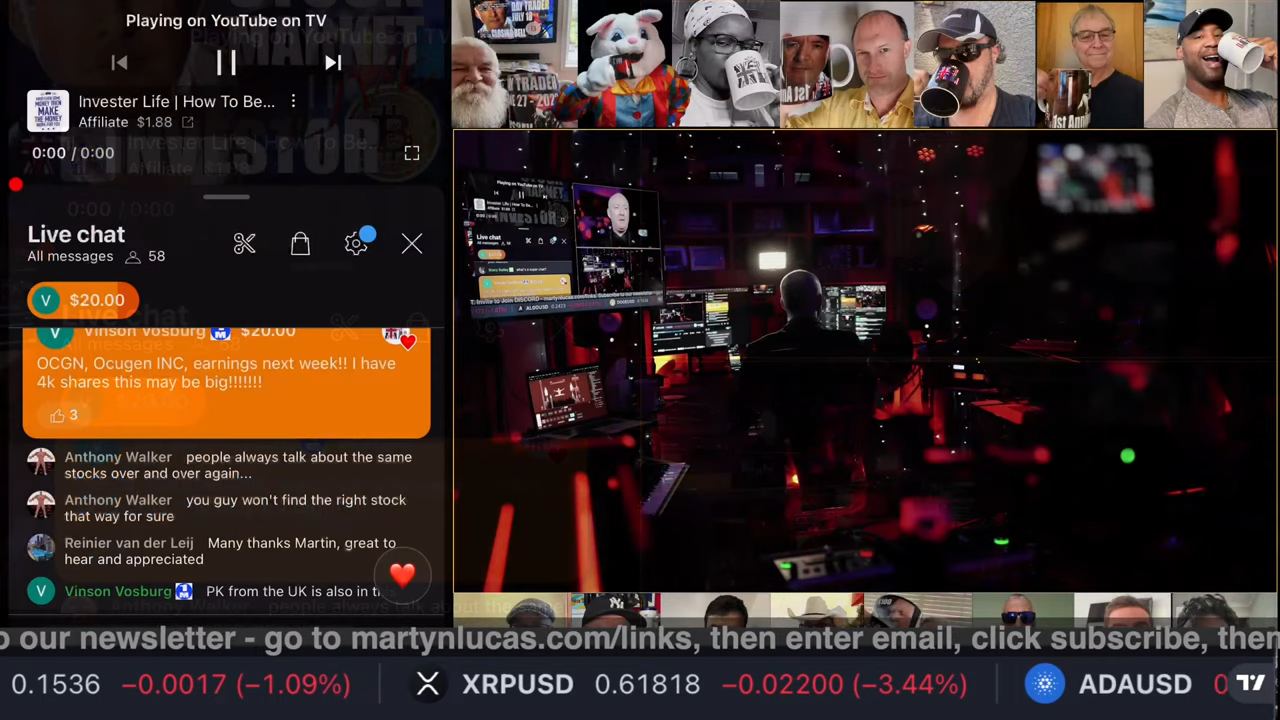 Playing on YouTube on TV
Invester Life | How To Be...
Affiliate $1.88
0:00 / 0:00
Live chat
All messages 58
V $20.00
V Vinson Vosburg $20.00
OCGN, Ocugen INC, earnings next week!! I have
4k shares this may be big!!!!!!!
3
Anthony Walker people always talk about the same
stocks over and over again...
Anthony Walker you guy won't find the right stock
that way for sure
Reinier van der Leij Many thanks Martin, great to
hear and appreciated
V Vinson Vosburg PK from the UK is also in t
o our newsletter - go to martynlucas.com/links, then enter email, click subscribe, then
0.1536 −0.0017 (−1.09%) XRPUSD 0.61818 −0.02200 (−3.44%) ADAUSD 0